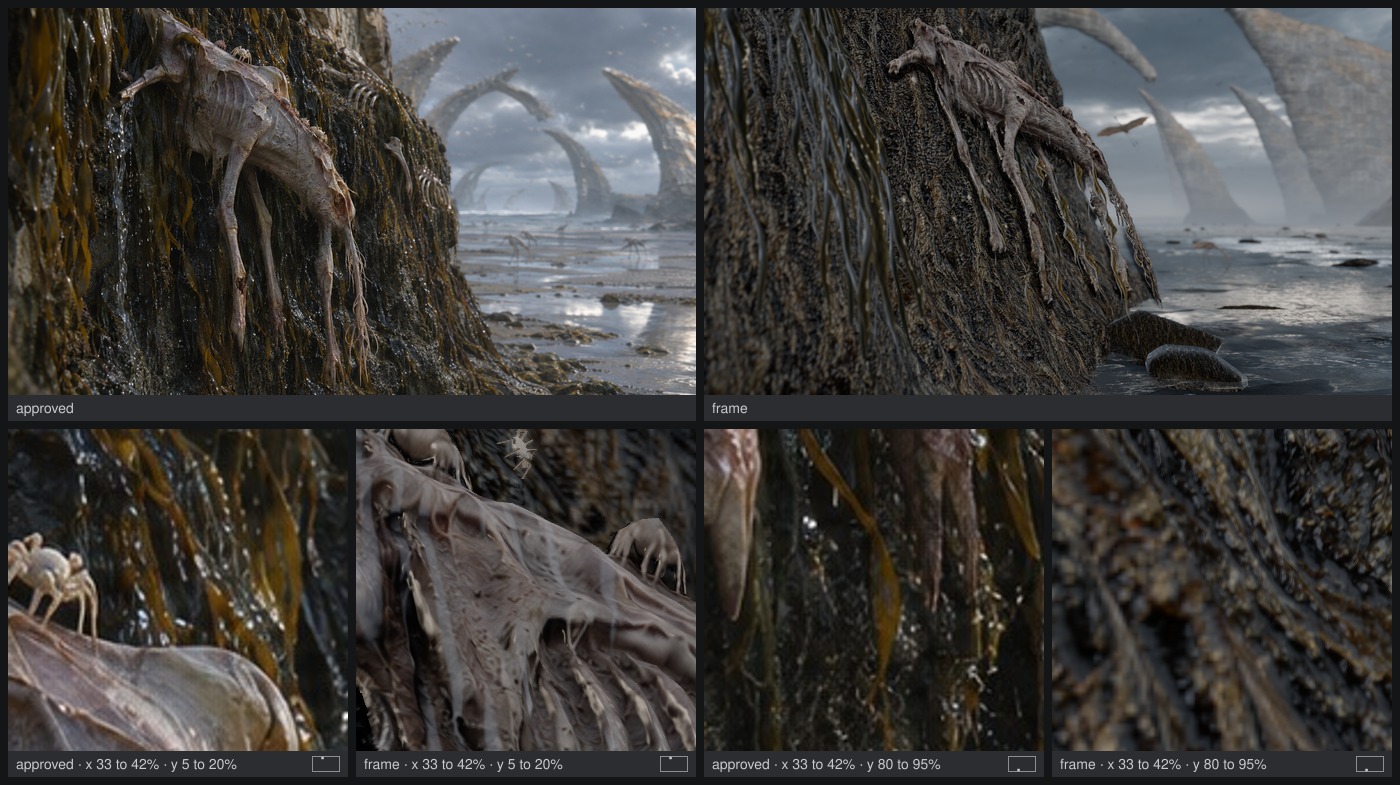 approved
frame
approved · x 33 to 42% · y 5 to 20%
frame · x 33 to 42% · y 5 to 20%
approved · x 33 to 42% · y 80 to 95%
frame · x 33 to 42% · y 80 to 95%